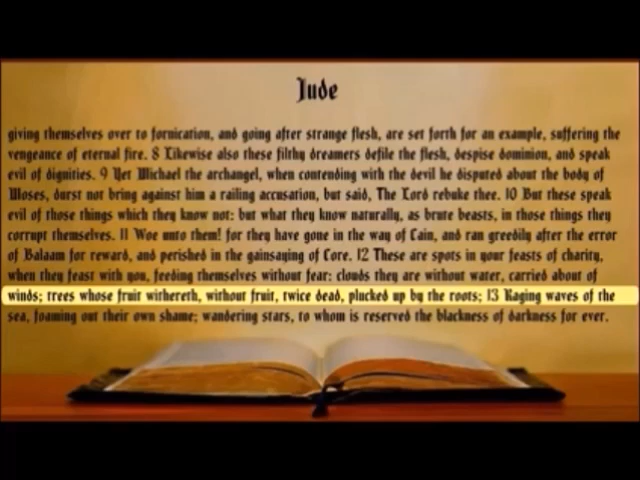 Jude
giving themselves over to fornication, and going after strange flesh, are set forth for an example, suffering the
vengeance of eternal fire. 8 Likewise also these filthy dreamers defile the flesh, despise dominion, and speak
evil of dignities. 9 Yet Michael the archangel, when contending with the devil he disputed about the body of
Moses, durst not bring against him a railing accusation, but said, The Lord rebuke thee. 10 But these speak
evil of those things which they know not: but what they know naturally, as brute beasts, in those things they
corrupt themselves. 11 Woe unto them! for they have gone in the way of Cain, and ran greedily after the error
of Balaam for reward, and perished in the gainsaying of Core. 12 These are spots in your feasts of charity,
when they feast with you, feeding themselves without fear: clouds they are without water, carried about of
winds; trees whose fruit withereth, without fruit, twice dead, plucked up by the roots; 13 Raging waves of the
sea, foaming out their own shame; wandering stars, to whom is reserved the blackness of darkness for ever.